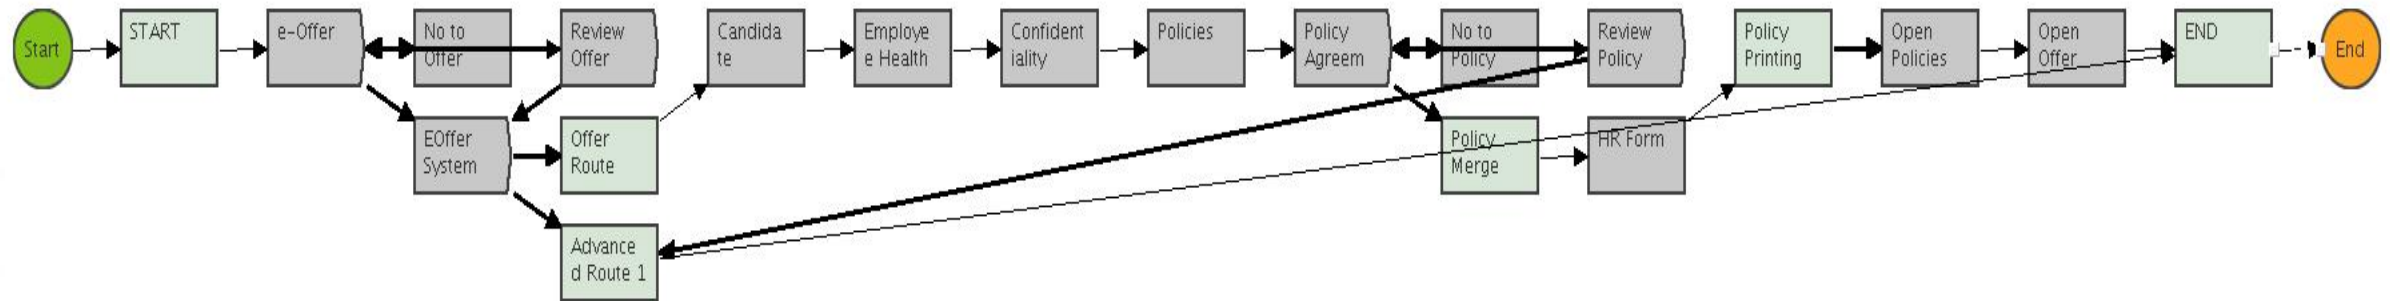 Start
START
e-Offer
No to
Offer
Review
Offer
Candida
te
Employe
e Health
Confident
iality
Policies
Policy
Agreem
No to
Policy
Review
Policy
Policy
Printing
Open
Policies
Open
Offer
END
End
EOffer
System
Offer
Route
Policy
Merge
HR Form
Advance
d Route 1